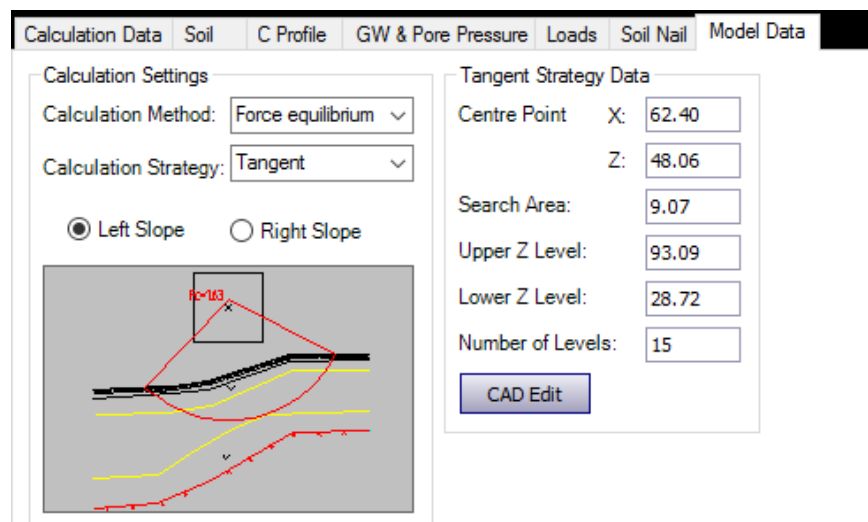 Calculation Data Soil C Profile GW & Pore Pressure Loads Soil Nail Model Data
Calculation Settings
Calculation Method: Force equilibrium
Calculation Strategy: Tangent
Left Slope Right Slope
Tangent Strategy Data
Centre Point X: 62.40
Z: 48.06
Search Area: 9.07
Upper Z Level: 93.09
Lower Z Level: 28.72
Number of Levels: 15
CAD Edit